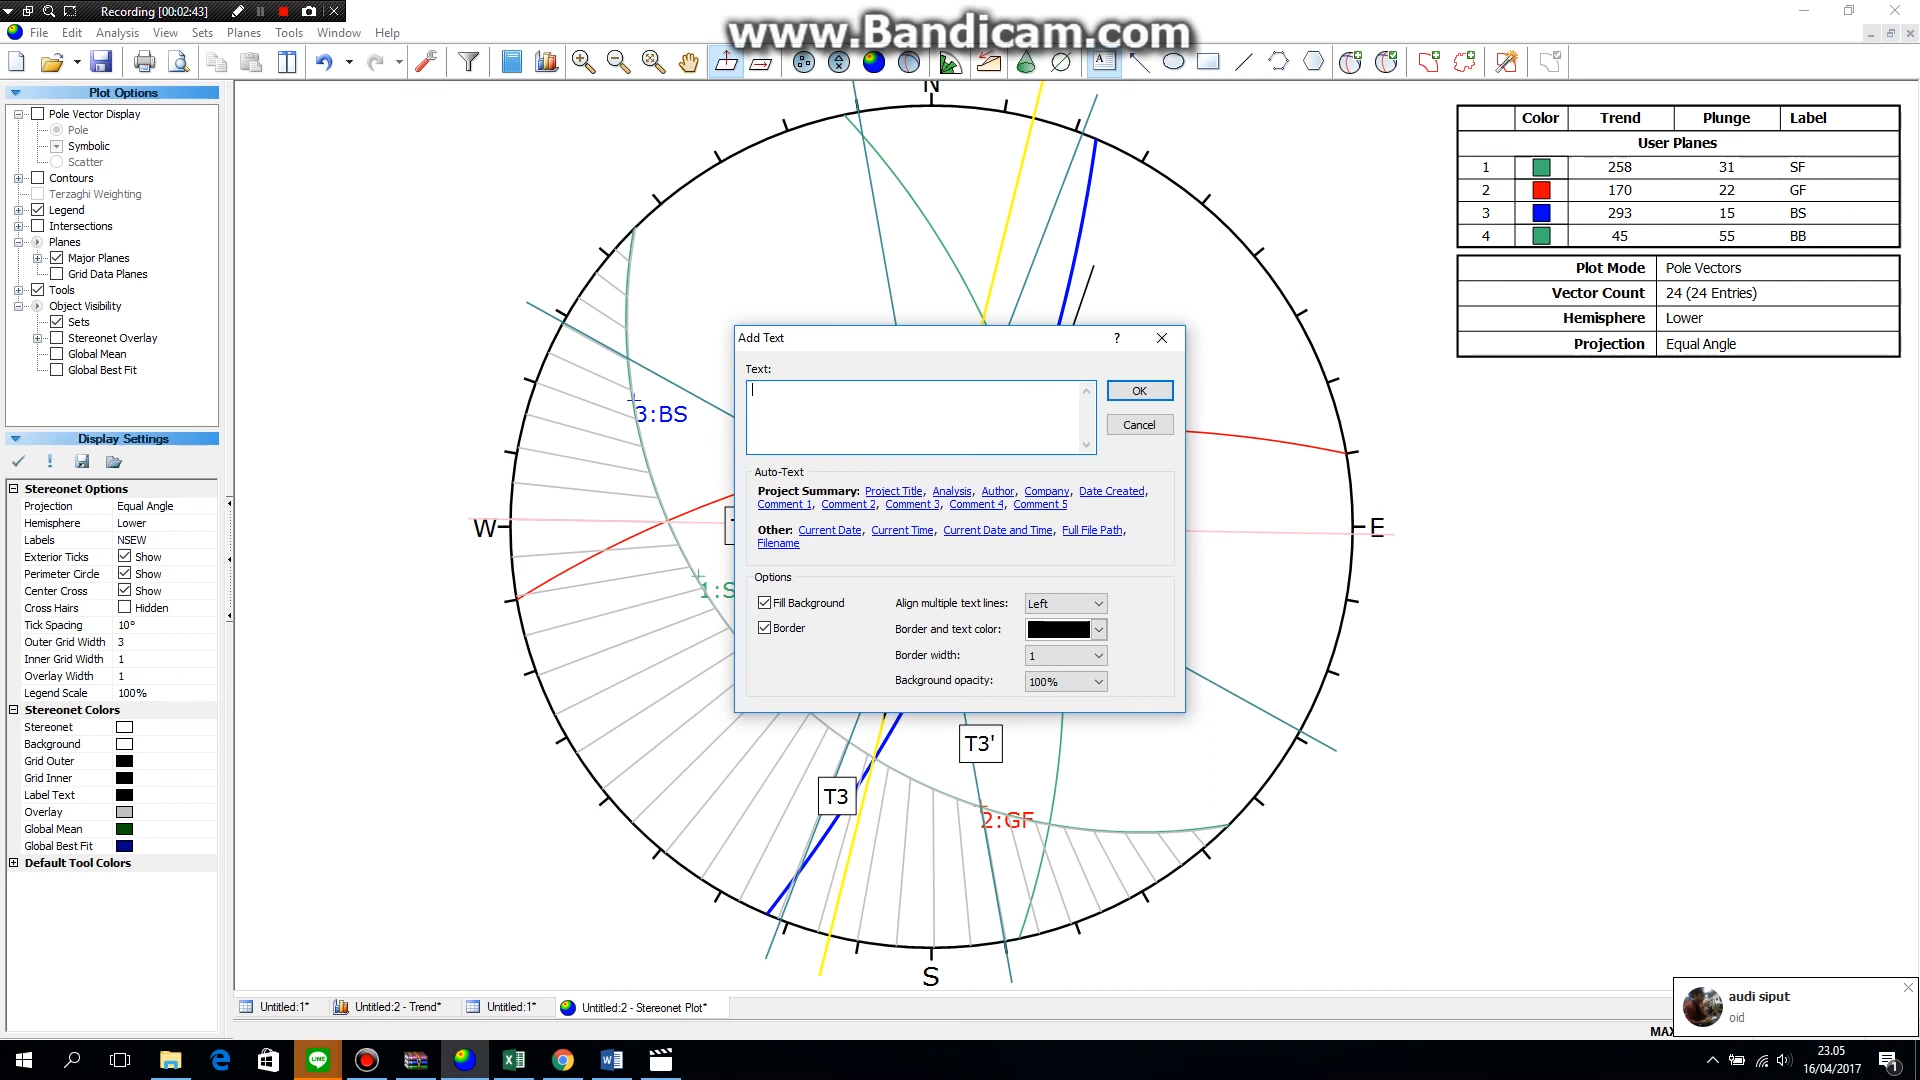 Recording [00:02:43]
www.Bandicam.com
File Edit Analysis View Sets Planes Tools Window Help
Plot Options
Pole Vector Display
Pole
Symbolic
Scatter
Contours
Terzaghi Weighting
Legend
Intersections
Planes
Major Planes
Grid Data Planes
Tools
Object Visibility
Sets
Stereonet Overlay
Global Mean
Global Best Fit
Display Settings
Stereonet Options
Projection Equal Angle
Hemisphere Lower
Labels NSEW
Exterior Ticks Show
Perimeter Circle Show
Center Cross Show
Cross Hairs Hidden
Tick Spacing 10°
Outer Grid Width 3
Inner Grid Width 1
Overlay Width 1
Legend Scale 100%
Stereonet Colors
Stereonet
Background
Grid Outer
Grid Inner
Label Text
Overlay
Global Mean
Global Best Fit
Default Tool Colors
N
W
E
S
3:BS
1:S
2:GF
T3
T3'
Add Text
?
Text:
OK
Cancel
Auto-Text
Project Summary: Project Title, Analysis, Author, Company, Date Created,
Comment 1, Comment 2, Comment 3, Comment 4, Comment 5
Other: Current Date, Current Time, Current Date and Time, Full File Path,
Filename
Options
Fill Background
Border
Align multiple text lines: Left
Border and text color:
Border width: 1
Background opacity: 100%
Color Trend Plunge Label
User Planes
1 258 31 SF
2 170 22 GF
3 293 15 BS
4 45 55 BB
Plot Mode Pole Vectors
Vector Count 24 (24 Entries)
Hemisphere Lower
Projection Equal Angle
Untitled:1* Untitled:2 - Trend* Untitled:1* Untitled:2 - Stereonet Plot*
audi siput
oid
MAX
23.05
16/04/2017